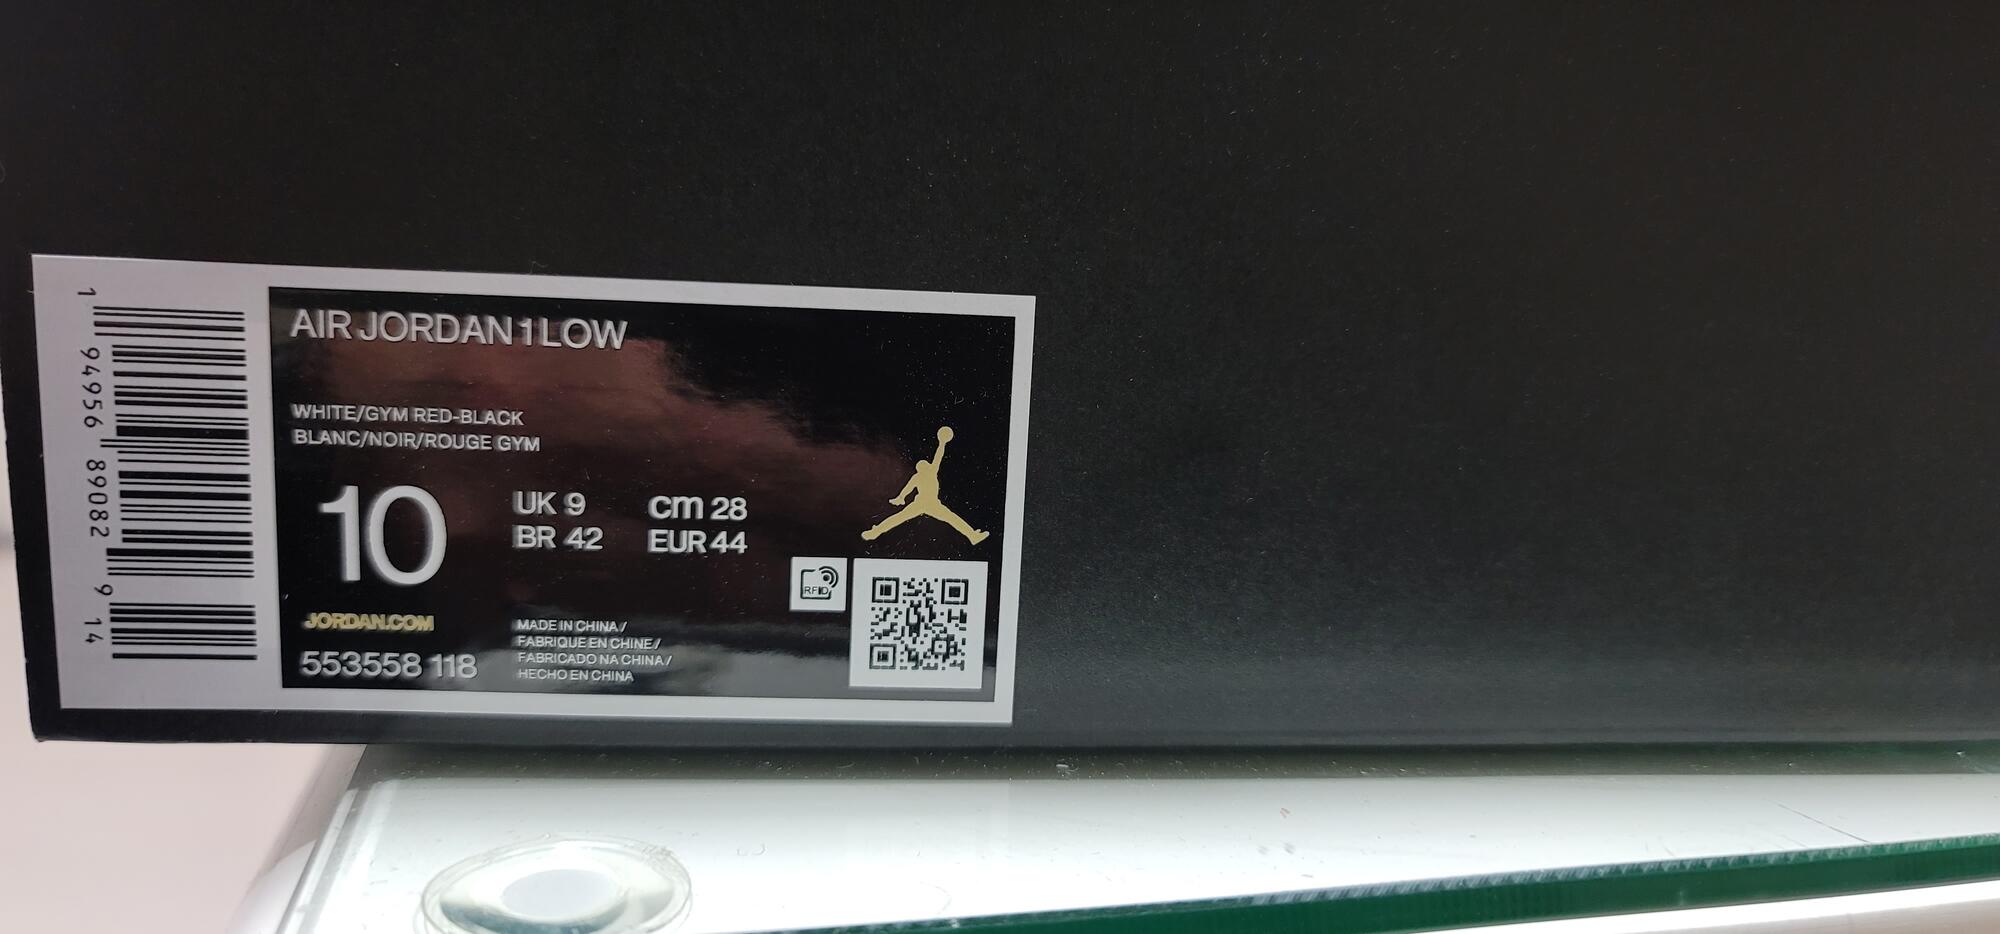 1 94956 89082 9 14
AIR JORDAN 1 LOW
WHITE/GYM RED-BLACK
BLANC/NOIR/ROUGE GYM
10
UK 9 cm 28
BR 42 EUR 44
RFID
JORDAN.COM
553558 118
MADE IN CHINA /
FABRIQUE EN CHINE /
FABRICADO NA CHINA /
HECHO EN CHINA